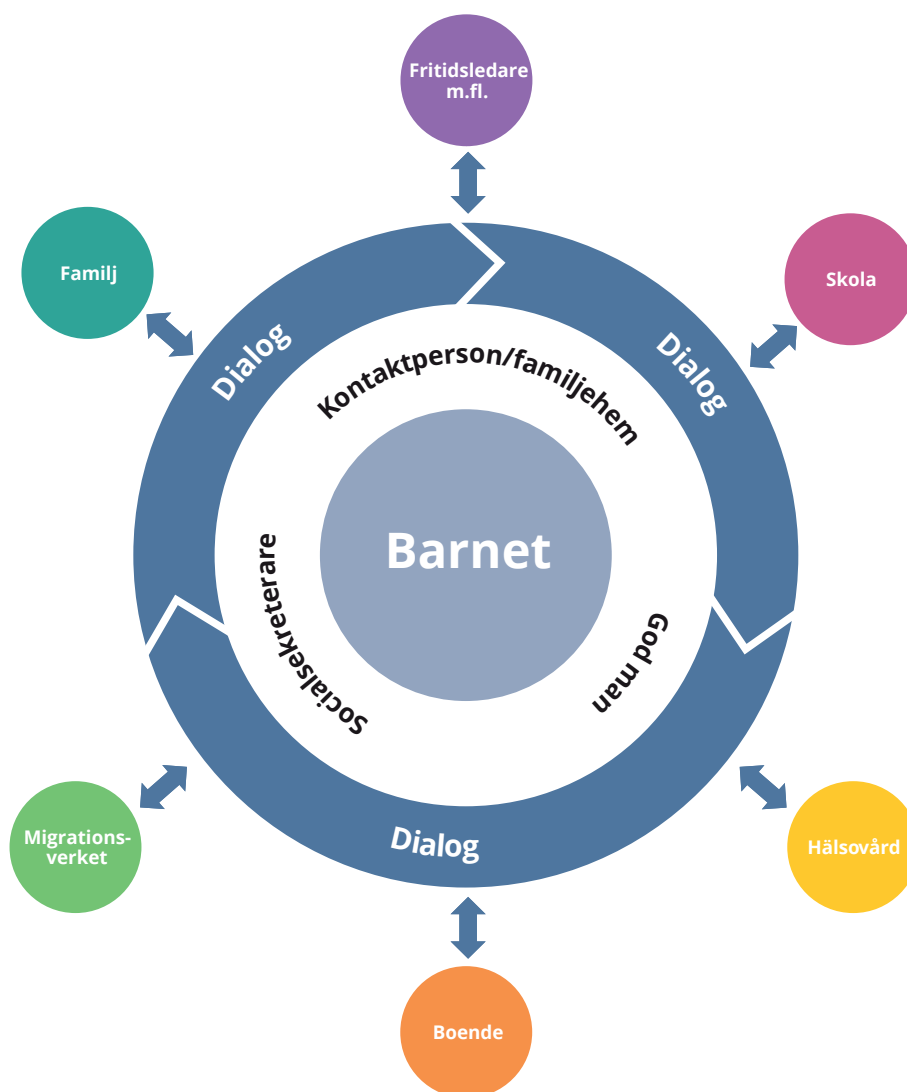 Fritidsledare
m.fl.
Familj
Skola
Dialog
Dialog
Kontaktperson/familjehem
Barnet
Socialsekreterare
God man
Migrations-
verket
Dialog
Hälsovård
Boende